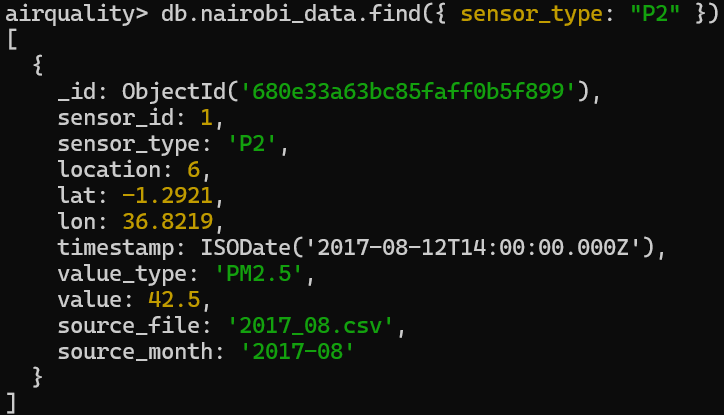 airquality> db.nairobi_data.find({ sensor_type: "P2" })
[
  {
    _id: ObjectId('680e33a63bc85faff0b5f899'),
    sensor_id: 1,
    sensor_type: 'P2',
    location: 6,
    lat: -1.2921,
    lon: 36.8219,
    timestamp: ISODate('2017-08-12T14:00:00.000Z'),
    value_type: 'PM2.5',
    value: 42.5,
    source_file: '2017_08.csv',
    source_month: '2017-08'
  }
]